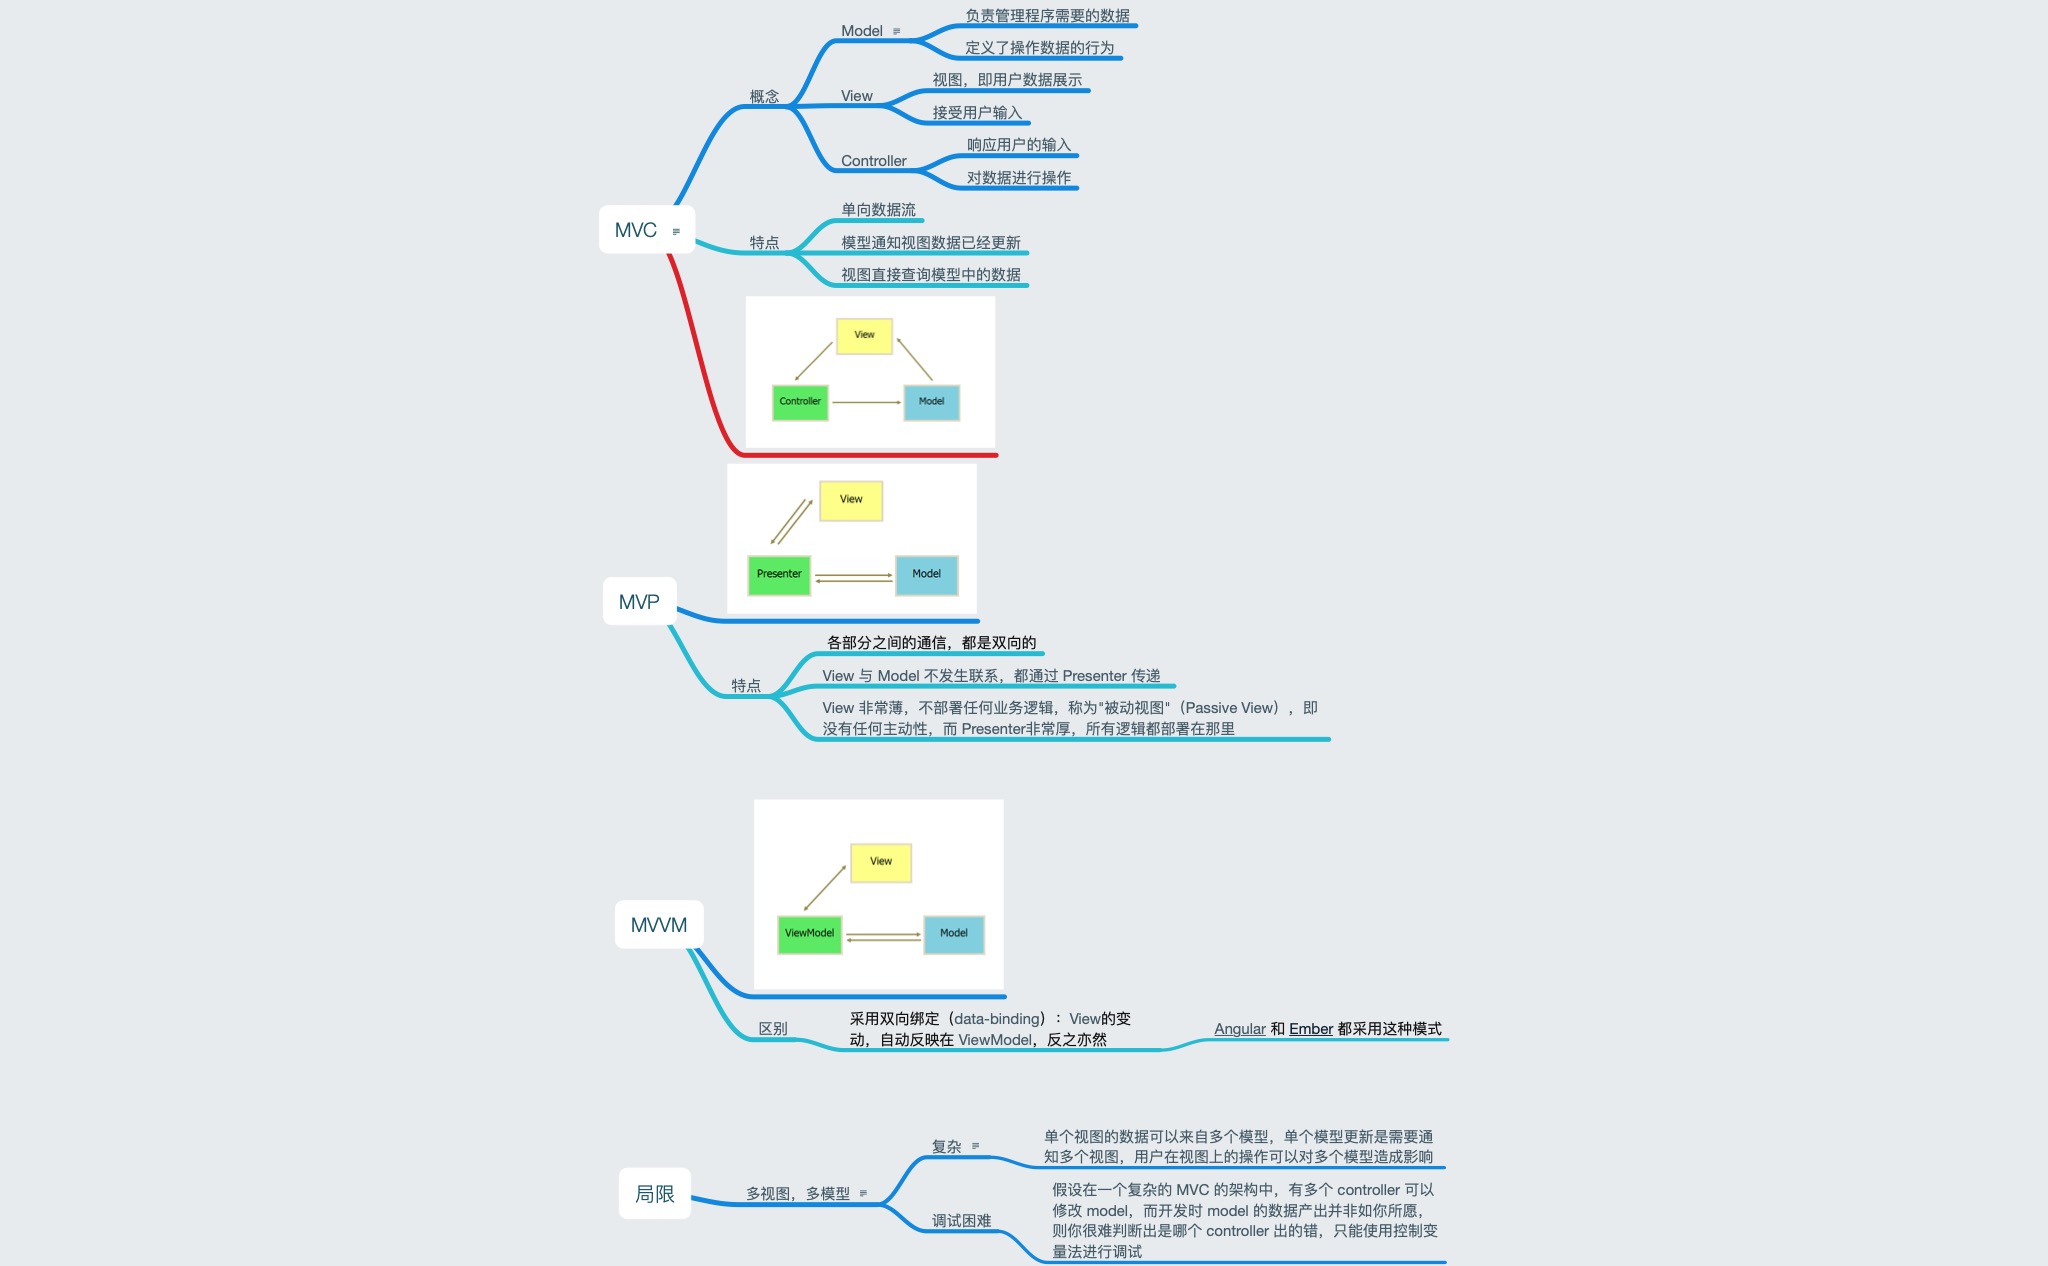 负责管理程序需要的数据
Model
定义了操作数据的行为
视图，即用户数据展示
概念
View
接受用户输入
响应用户的输入
Controller
对数据进行操作
单向数据流
MVC
特点
模型通知视图数据已经更新
视图直接查询模型中的数据
View
Controller
Model
View
Presenter
Model
MVP
各部分之间的通信，都是双向的
View 与 Model 不发生联系，都通过 Presenter 传递
特点
View 非常薄，不部署任何业务逻辑，称为"被动视图"（Passive View），即
没有任何主动性，而 Presenter非常厚，所有逻辑都部署在那里
View
MVVM
ViewModel
Model
区别
采用双向绑定（data-binding）：View的变
动，自动反映在 ViewModel，反之亦然
Angular 和 Ember 都采用这种模式
复杂
单个视图的数据可以来自多个模型，单个模型更新是需要通
知多个视图，用户在视图上的操作可以对多个模型造成影响
局限
多视图，多模型
调试困难
假设在一个复杂的 MVC 的架构中，有多个 controller 可以
修改 model，而开发时 model 的数据产出并非如你所愿，
则你很难判断出是哪个 controller 出的错，只能使用控制变
量法进行调试